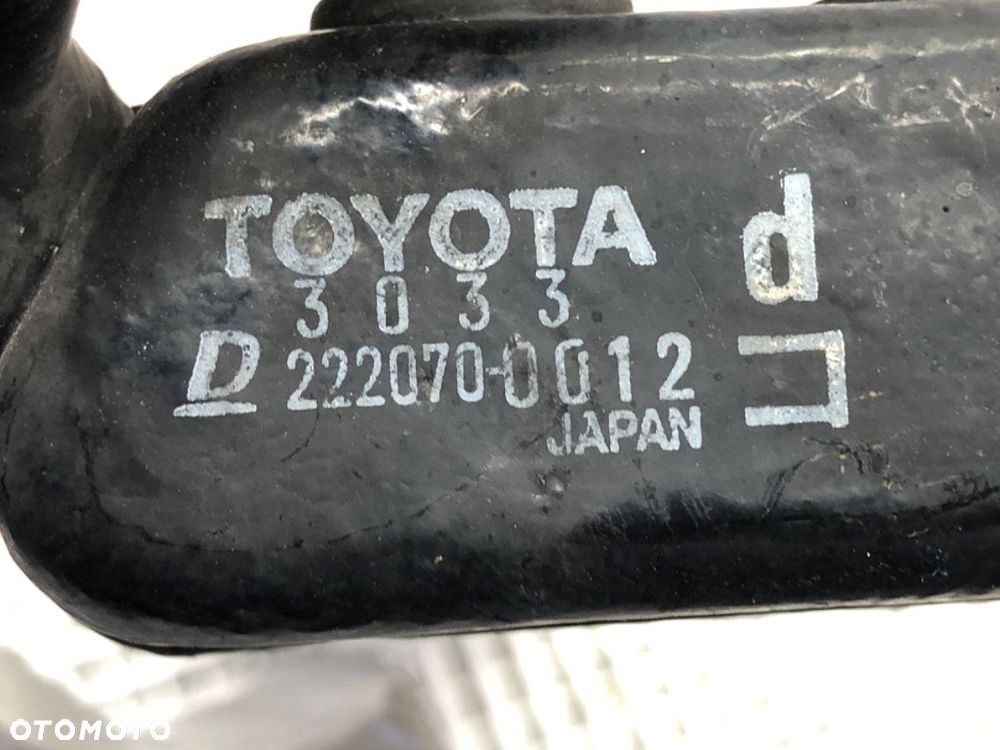 TOYOTA
3033
D 222070-0012
JAPAN
d
OTOMOTO